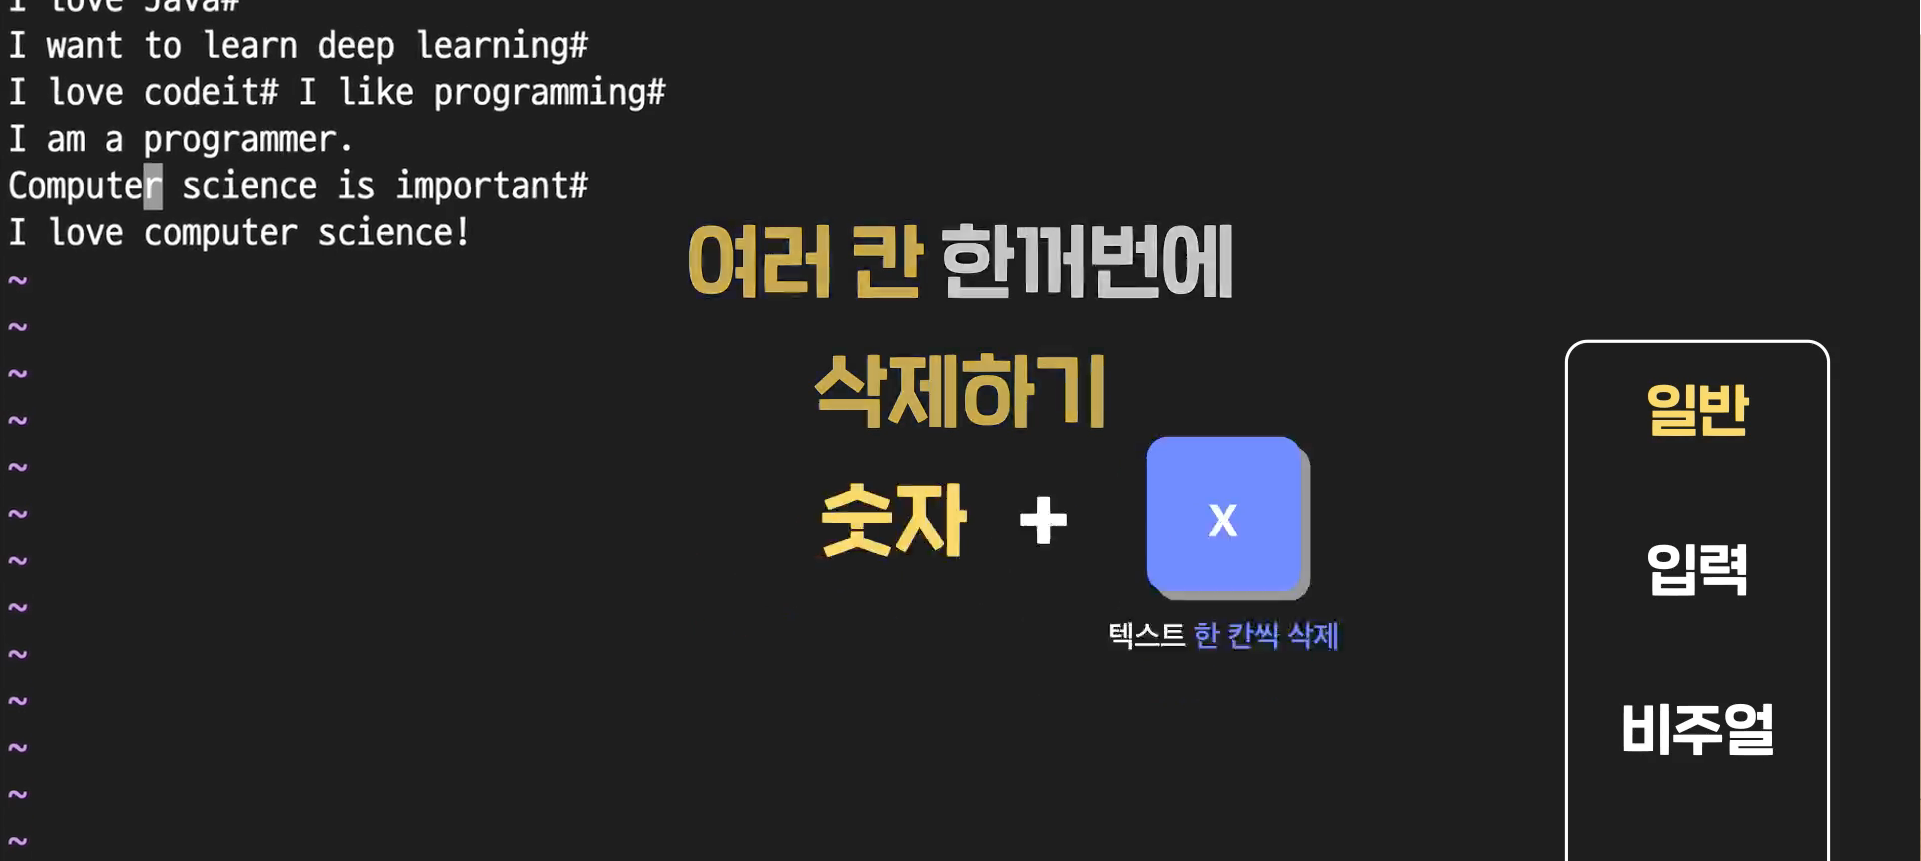 I love Java#
I want to learn deep learning#
I love codeit# I like programming#
I am a programmer.
Computer science is important#
I love computer science!
~
~
~
~
~
~
~
~
~
~
~
~
~
여러 칸 한꺼번에
삭제하기
숫자 + x
텍스트 한 칸씩 삭제
일반
입력
비주얼